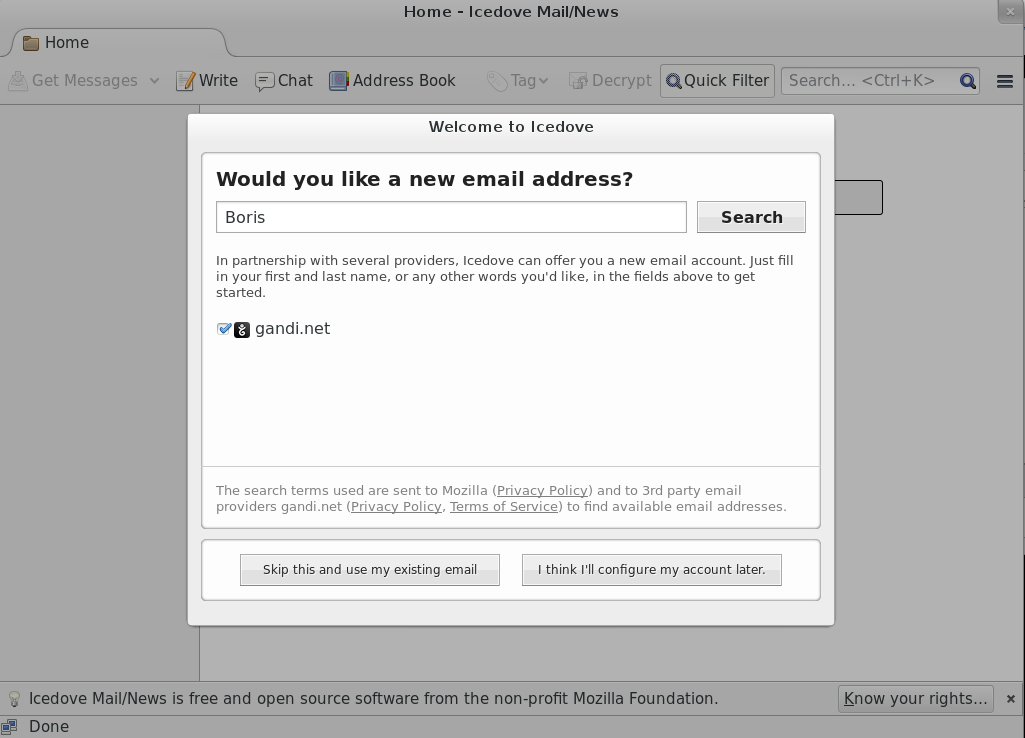 Home - Icedove Mail/News
Home
Get Messages Write Chat Address Book Tag Decrypt Quick Filter Search... <Ctrl+K>
Welcome to Icedove
Would you like a new email address?
Boris Search
In partnership with several providers, Icedove can offer you a new email account. Just fill
in your first and last name, or any other words you'd like, in the fields above to get
started.
gandi.net
The search terms used are sent to Mozilla (Privacy Policy) and to 3rd party email
providers gandi.net (Privacy Policy, Terms of Service) to find available email addresses.
Skip this and use my existing email I think I'll configure my account later.
Icedove Mail/News is free and open source software from the non-profit Mozilla Foundation. Know your rights...
Done